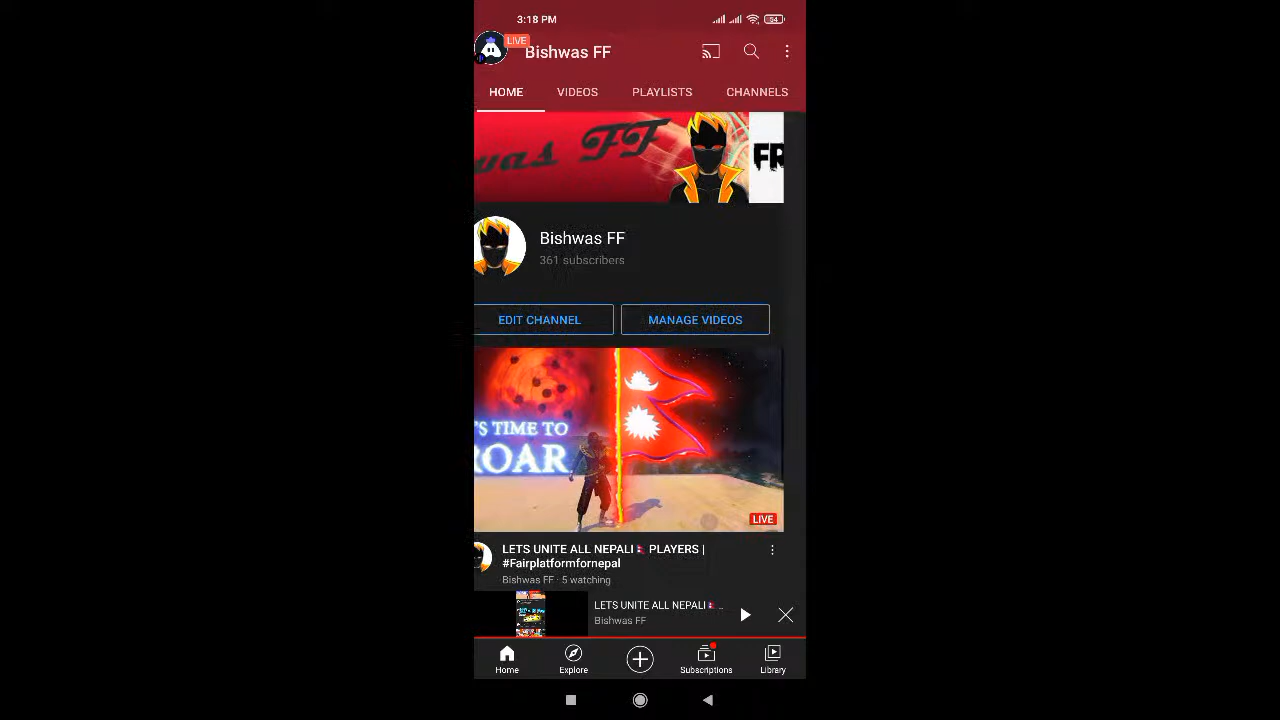 3:18 PM
54
LIVE
Bishwas FF
HOME VIDEOS PLAYLISTS CHANNELS
was FF
FR
Bishwas FF
361 subscribers
EDIT CHANNEL MANAGE VIDEOS
'S TIME TO
ROAR
LIVE
LETS UNITE ALL NEPALI🇳🇵 PLAYERS |
#Fairplatformfornepal
Bishwas FF · 5 watching
LETS UNITE ALL NEPALI🇳🇵 ..
Bishwas FF
Home Explore Subscriptions Library